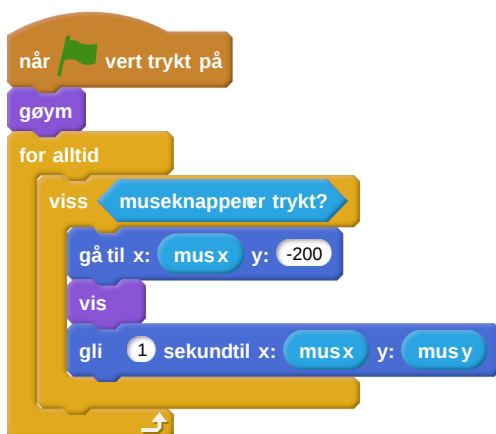 når vert trykt på
gøym
for alltid
viss museknappen er trykt?
gå til x: mus x y: -200
vis
gli 1 sekund til x: mus x y: mus y